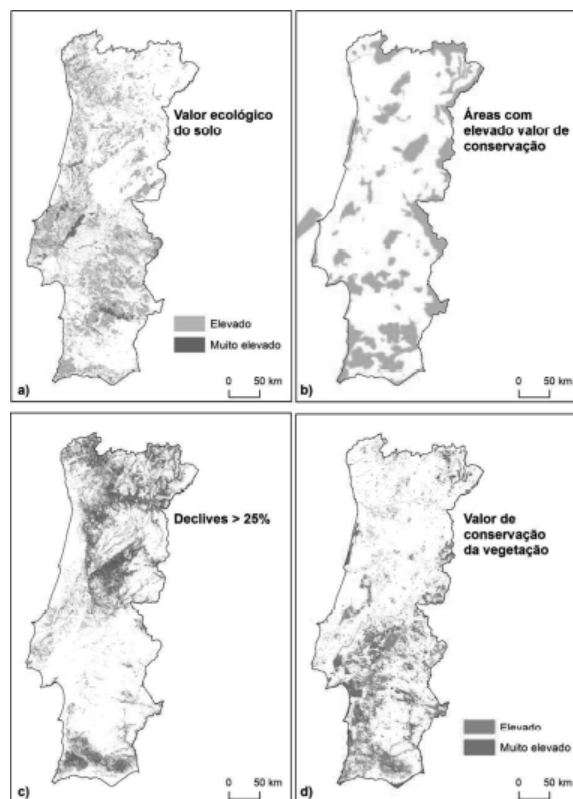 Valor ecológico
do solo
Elevado
Muito elevado
a)
0 50 km
Áreas com
elevado valor de
conservação
b)
0 50 km
Declives > 25%
c)
0 50 km
Valor de
conservação
da vegetação
Elevado
Muito elevado
d)
0 50 km